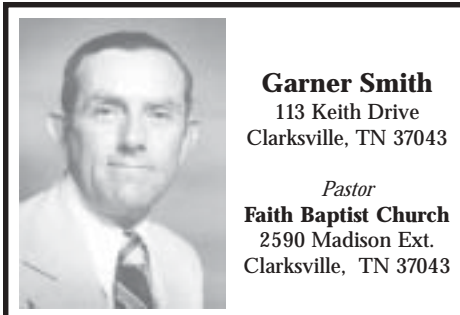 Garner Smith
113 Keith Drive
Clarksville, TN 37043
Pastor
Faith Baptist Church
2590 Madison Ext.
Clarksville, TN 37043